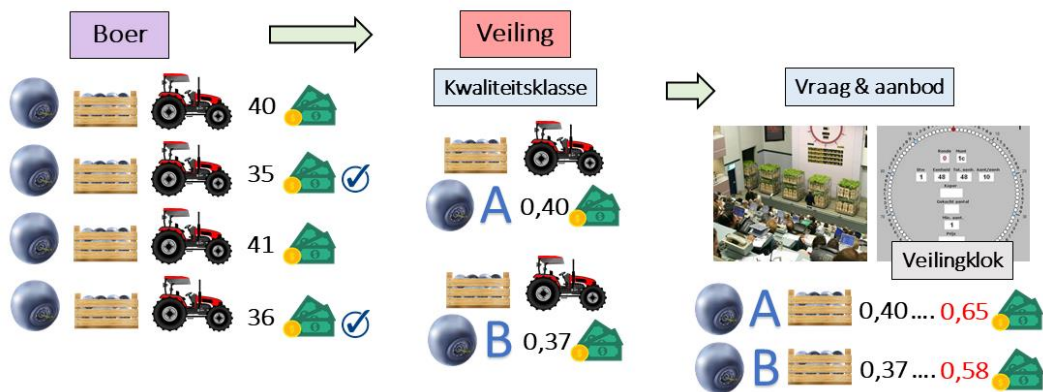 Boer
Veiling
Kwaliteitsklasse
Vraag & aanbod
40
35
41
36
A 0,40
B 0,37
Veilingklok
A 0,40.... 0,65
B 0,37.... 0,58